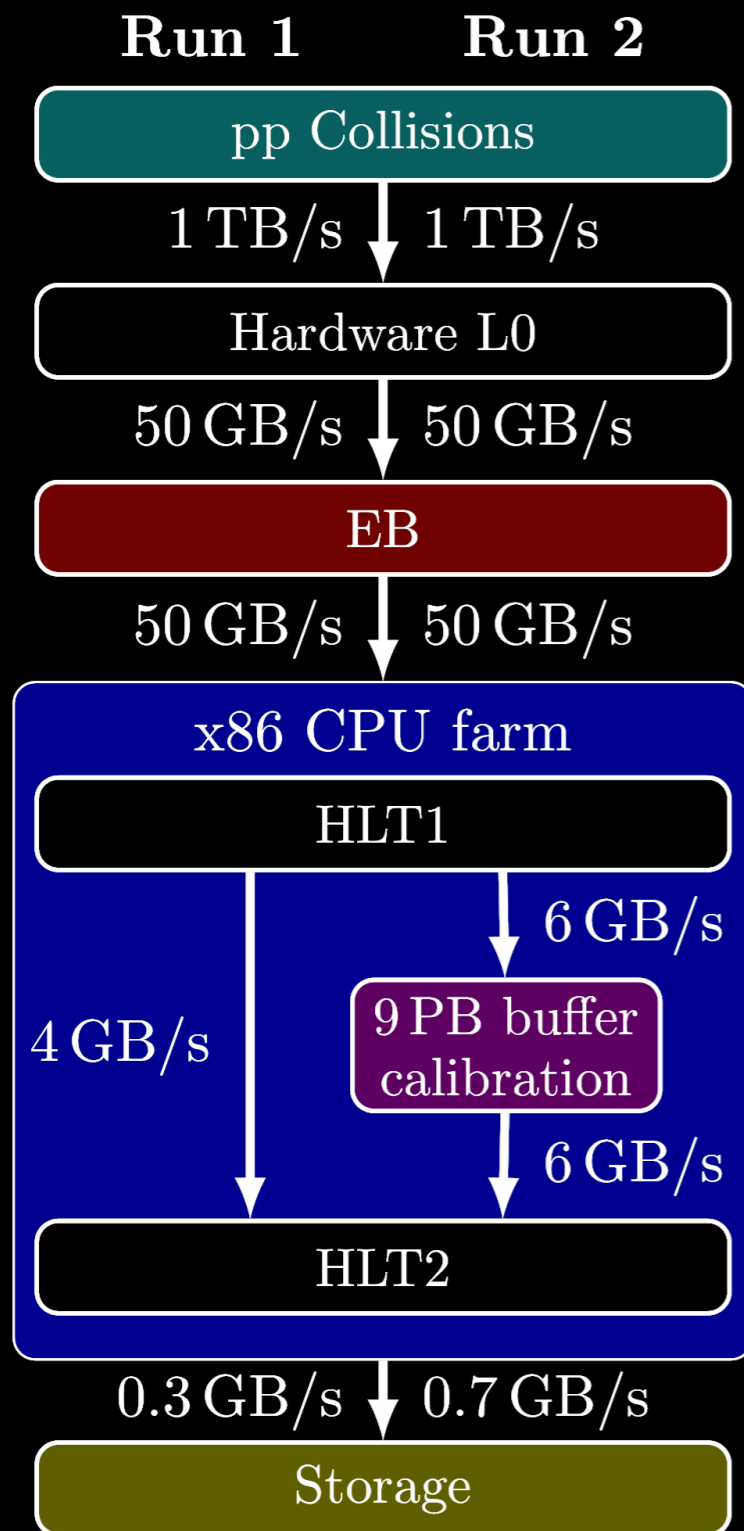 Run 1 Run 2
pp Collisions
1 TB/s 1 TB/s
Hardware L0
50 GB/s 50 GB/s
EB
50 GB/s 50 GB/s
x86 CPU farm
HLT1
6 GB/s
9 PB buffer
4 GB/s
calibration
6 GB/s
HLT2
0.3 GB/s 0.7 GB/s
Storage